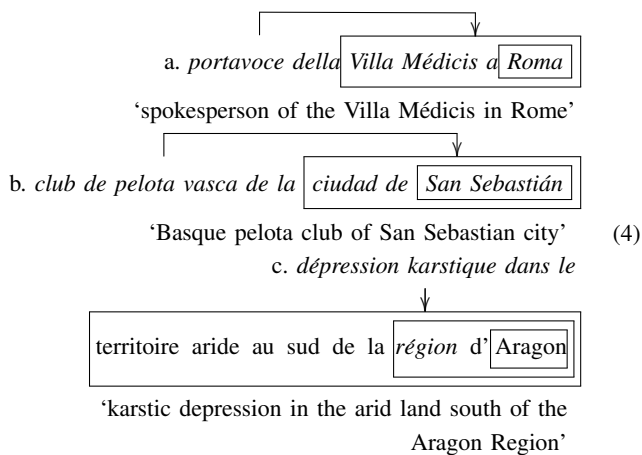 a. portavoce della Villa Médicis a Roma
‘spokesperson of the Villa Médicis in Rome’
b. club de pelota vasca de la ciudad de San Sebastián
‘Basque pelota club of San Sebastian city’ (4)
c. dépression karstique dans le
territoire aride au sud de la région d’Aragon
‘karstic depression in the arid land south of the
Aragon Region’